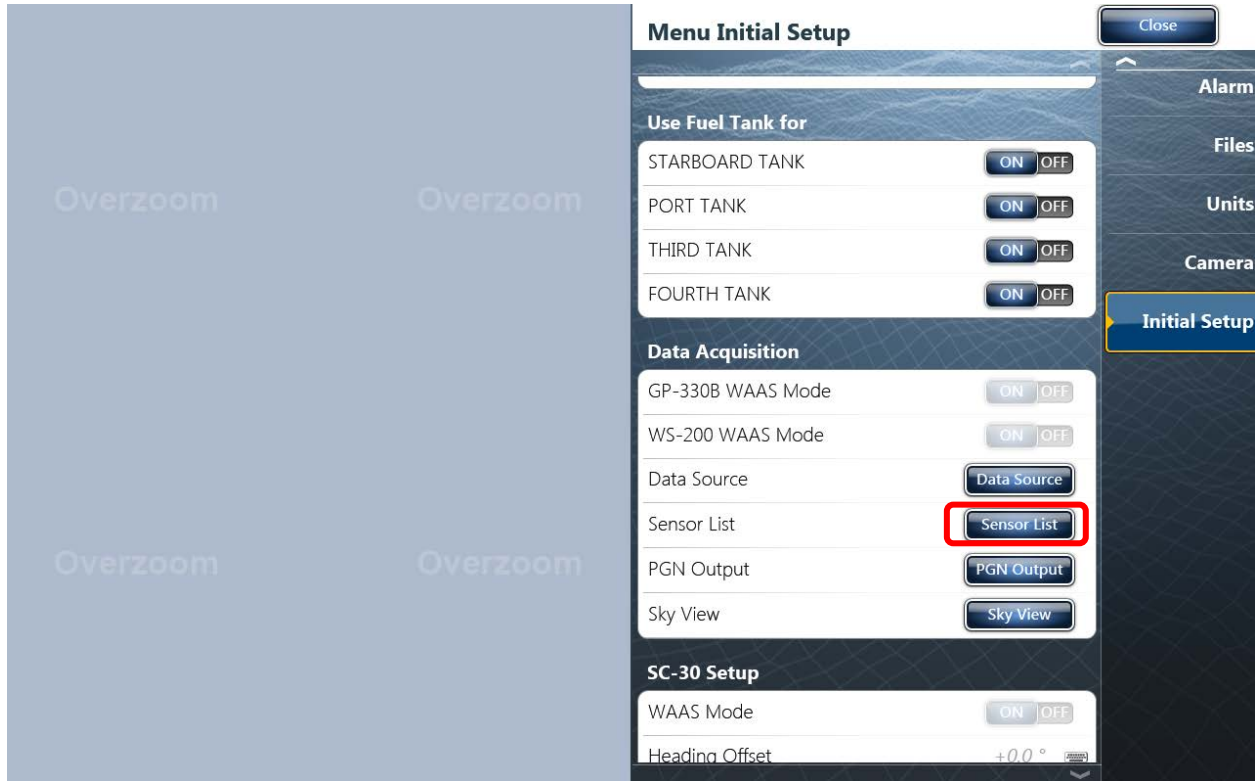 Menu Initial Setup
Close
Alarm
Files
Units
Camera
Initial Setup
Use Fuel Tank for
STARBOARD TANK ON OFF
PORT TANK ON OFF
THIRD TANK ON OFF
FOURTH TANK ON OFF
Data Acquisition
GP-330B WAAS Mode ON OFF
WS-200 WAAS Mode ON OFF
Data Source Data Source
Sensor List Sensor List
PGN Output PGN Output
Sky View Sky View
SC-30 Setup
WAAS Mode ON OFF
Heading Offset +0.0 °
Overzoom Overzoom
Overzoom Overzoom